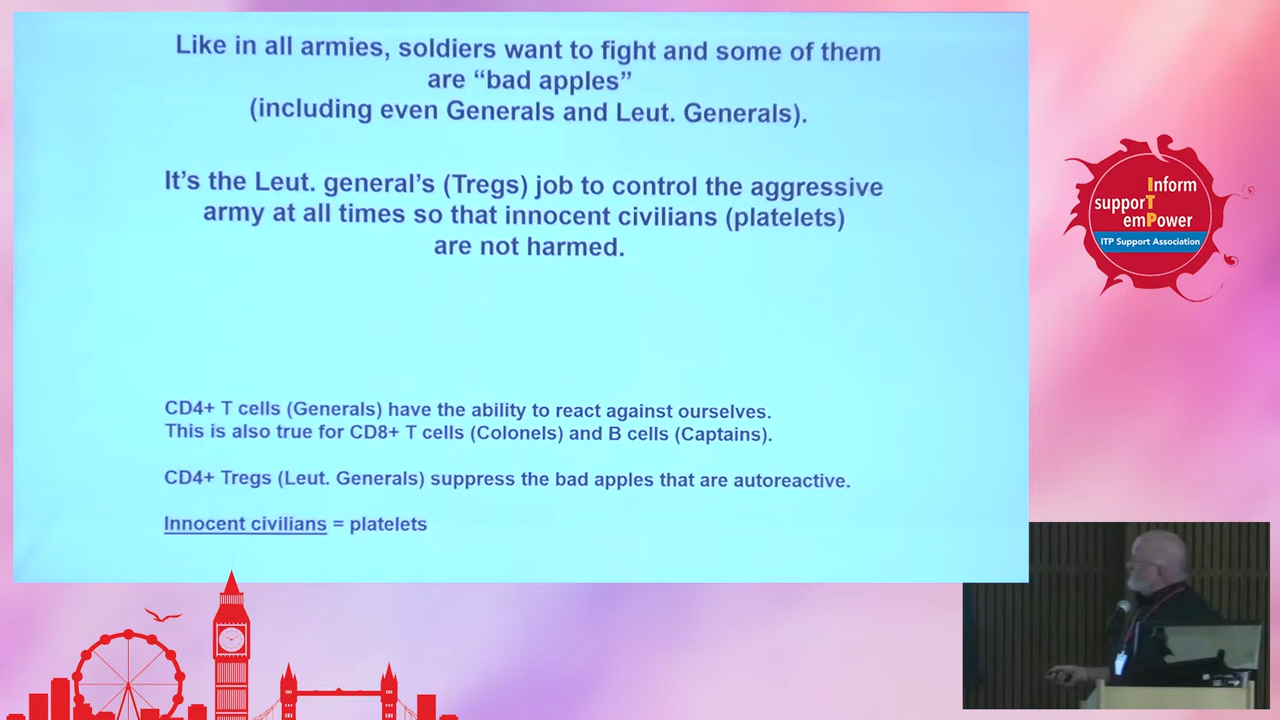 Like in all armies, soldiers want to fight and some of them
are “bad apples”
(including even Generals and Leut. Generals).
It’s the Leut. general’s (Tregs) job to control the aggressive
army at all times so that innocent civilians (platelets)
are not harmed.
CD4+ T cells (Generals) have the ability to react against ourselves.
This is also true for CD8+ T cells (Colonels) and B cells (Captains).
CD4+ Tregs (Leut. Generals) suppress the bad apples that are autoreactive.
Innocent civilians = platelets
Inform
supporT
emPower
ITP Support Association